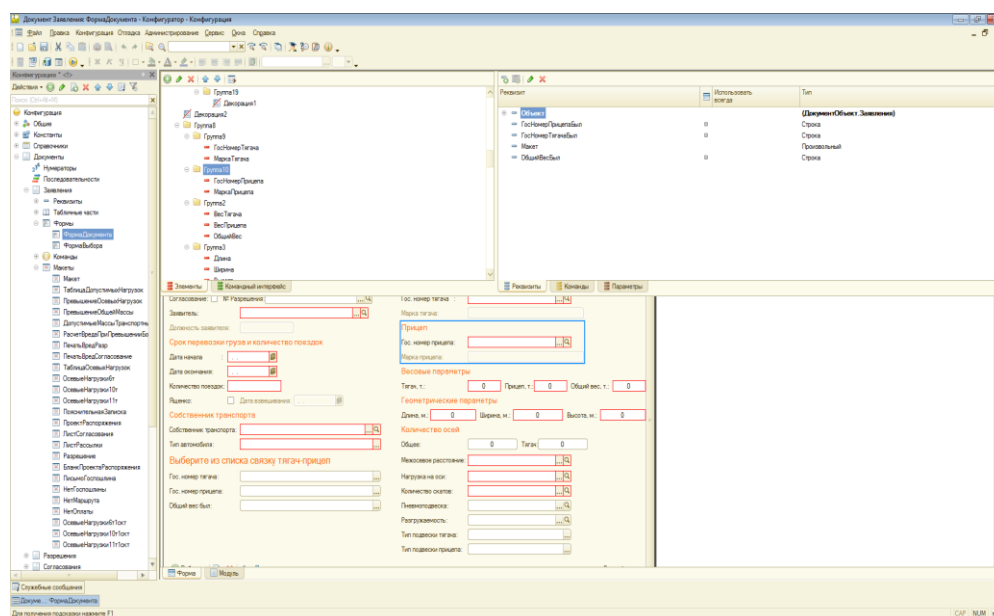 Документ Заявления: ФормаДокумента - Конфигуратор - Конфигурация
Файл Правка Конфигурация Отладка Администрирование Сервис Окна Справка
Конфигурация * <1>
Действия
Поиск (Ctrl+Alt+M)
Конфигурация
Общие
Константы
Справочники
Документы
Нумераторы
Последовательности
Заявления
Реквизиты
Табличные части
Формы
ФормаДокумента
ФормаВыбора
Команды
Макеты
Макет
ТаблицаДопустимыхНагрузок
ПревышениеОсевыхНагрузок
ПревышениеОбщейМассы
ДопустимыеМассыТранспортны
РасчетВредаПриПревышенииБо
ПечатьВредРазр
ПечатьВредСогласование
ТаблицаОсевыхНагрузок
ОсевыеНагрузки6т
ОсевыеНагрузки10т
ОсевыеНагрузки11т
ПояснительнаяЗаписка
ПроектРаспоряжения
ЛистСогласования
ЛистРассылки
Разрешение
БланкПроектаРаспоряжения
ПисьмоГоспошлина
НетГоспошлины
НетМаршрута
НетОплаты
ОсевыеНагрузки6т1окт
ОсевыеНагрузки10т1окт
ОсевыеНагрузки11т1окт
Разрешения
Согласования
Группа19
Декорация1
Декорация2
Группа8
Группа9
ГосНомерТягача
МаркаТягача
Группа10
ГосНомерПрицепа
МаркаПрицепа
Группа2
ВесТягача
ВесПрицепа
ОбщийВес
Группа3
Длина
Ширина
Элементы Командный интерфейс
Реквизит Использовать всегда Тип
Объект (ДокументОбъект.Заявления)
ГосНомерПрицепаБыл Строка
ГосНомерТягачаБыл Строка
Макет Произвольный
ОбщийВесБыл Строка
Реквизиты Команды Параметры
Согласование: № Разрешения:
Заявитель:
Должность заявителя:
Срок перевозки груза и количество поездок
Дата начала :
Дата окончания:
Количество поездок:
Ященко: Дата взвешивания:
Собственник транспорта
Собственник транспорта:
Тип автомобиля:
Выберите из списка связку тягач-прицеп
Гос. номер тягача:
Гос. номер прицепа:
Общий вес был:
Гос. номер тягача :
Марка тягача:
Прицеп
Гос. номер прицепа:
Марка прицепа:
Весовые параметры
Тягач, т.: 0 Прицеп, т.: 0 Общий вес, т.: 0
Геометрические параметры
Длина, м.: 0 Ширина, м.: 0 Высота, м.: 0
Количество осей
Общее: 0 Тягач: 0
Межосевое расстояние:
Нагрузка на оси:
Количество скатов:
Пневмоподвеска:
Разгружаемость:
Тип подвески тягача:
Тип подвески прицепа:
Форма Модуль
Служебные сообщения
Докуме... : ФормаДокумента
Для получения подсказки нажмите F1
CAP NUM